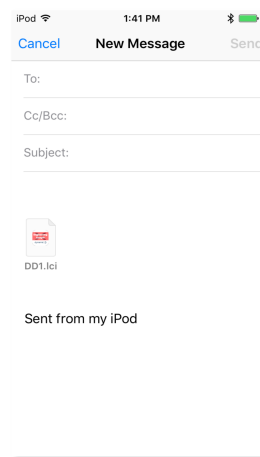 iPod 1:41 PM
Cancel New Message Send
To:
Cc/Bcc:
Subject:
DD1.lci
Sent from my iPod